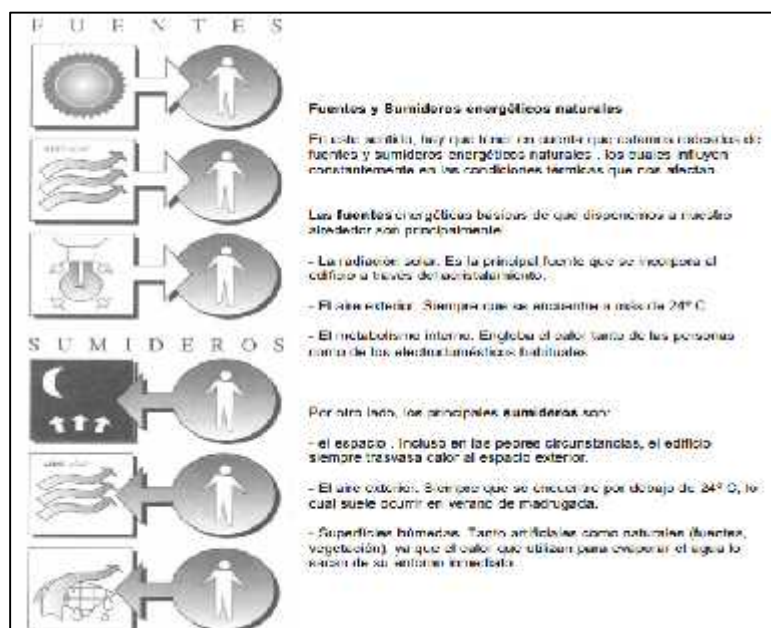 F U E N T E S
Fuentes y Sumideros energéticos naturales
En este sentido, hay que tener en cuenta que estamos rodeados de
fuentes y sumideros energéticos naturales , los cuales influyen
constantemente en las condiciones térmicas que nos afectan.
Las fuentes energéticas básicas de que disponemos a nuestro
alrededor son principalmente
- La radiación solar. Es la principal fuente que se incorpora al
edificio a través del acristalamiento.
- El aire exterior. Siempre que se encuentre a más de 24º C
- El metabolismo interno. Engloba el calor tanto de las personas
como de los electrodomésticos habituales
S U M I D E R O S
Por otro lado, los principales sumideros son:
- el espacio . Incluso en las peores circunstancias, el edificio
siempre trasvasa calor al espacio exterior.
- El aire exterior. Siempre que se encuentre por debajo de 24º C, lo
cual suele ocurrir en verano de madrugada.
- Superficies húmedas. Tanto artificiales como naturales (fuentes,
vegetación), ya que el calor que utilizan para evaporar el agua lo
sacan de su entorno inmediato.